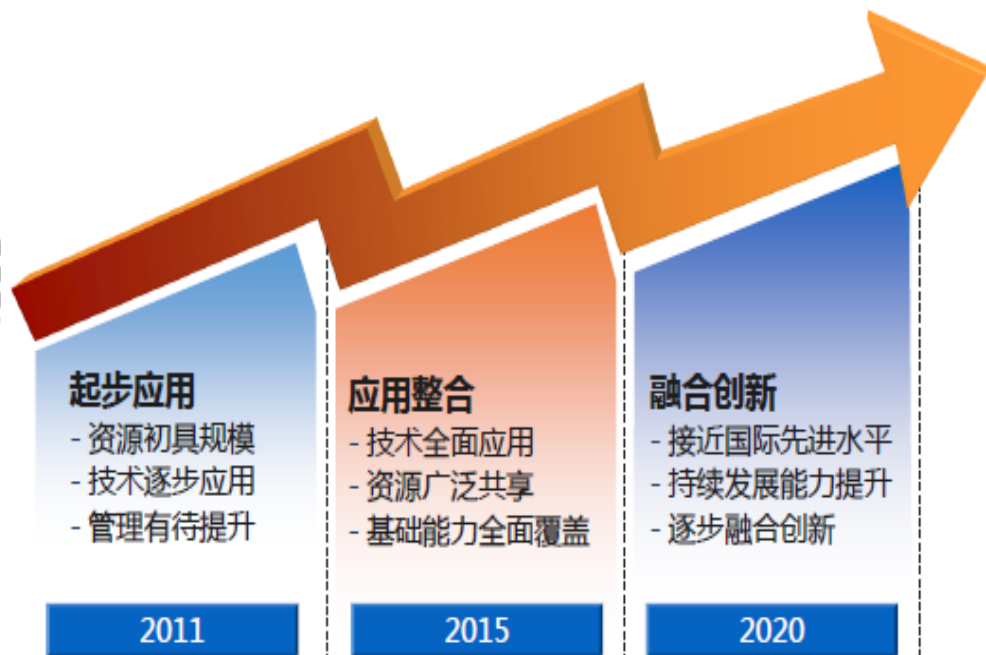 起步应用
- 资源初具规模
- 技术逐步应用
- 管理有待提升
应用整合
- 技术全面应用
- 资源广泛共享
- 基础能力全面覆盖
融合创新
- 接近国际先进水平
- 持续发展能力提升
- 逐步融合创新
2011
2015
2020